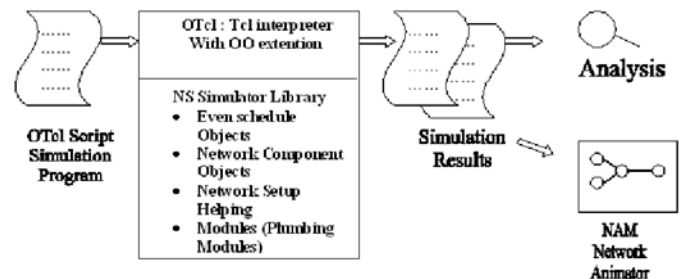 OTcl : Tcl interpreter
With OO extention
NS Simulator Library
• Even schedule
Objects
• Network Component
Objects
• Network Setup
Helping
• Modules (Plumbing
Modules)
OTcl Script
Simulation
Program
Simulation
Results
Analysis
NAM
Network
Animator